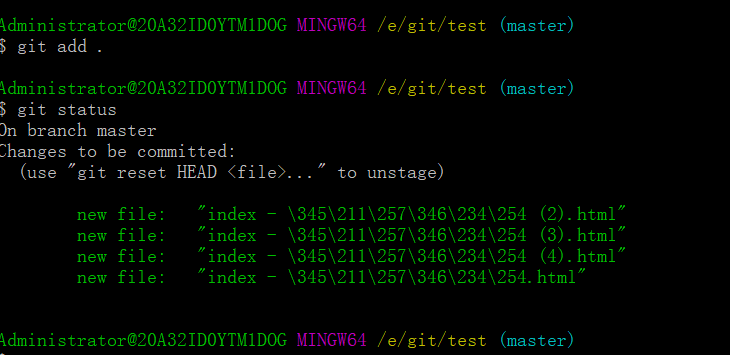 Administrator@20A32ID0YTM1DOG MINGW64 /e/git/test (master)
$ git add .
Administrator@20A32ID0YTM1DOG MINGW64 /e/git/test (master)
$ git status
On branch master
Changes to be committed:
  (use "git reset HEAD <file>..." to unstage)
        new file:   "index - \345\211\257\346\234\254 (2).html"
        new file:   "index - \345\211\257\346\234\254 (3).html"
        new file:   "index - \345\211\257\346\234\254 (4).html"
        new file:   "index - \345\211\257\346\234\254.html"
Administrator@20A32ID0YTM1DOG MINGW64 /e/git/test (master)